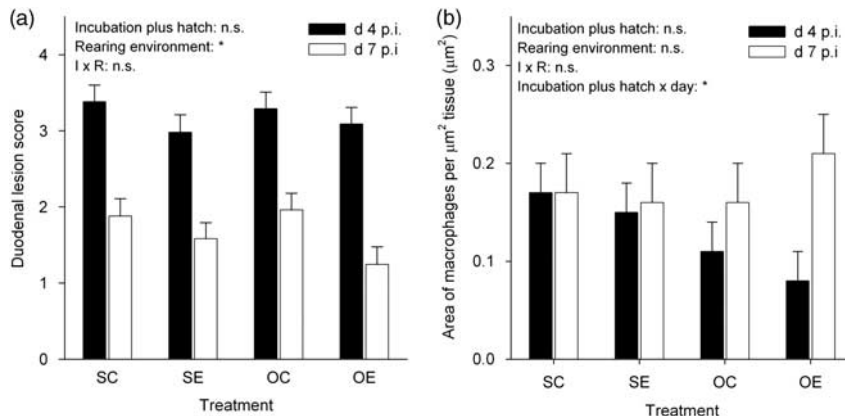 (a)
Incubation plus hatch: n.s.
Rearing environment: *
I x R: n.s.
d 4 p.i.
d 7 p.i
Duodenal lesion score
4
3
2
1
0
SC SE OC OE
Treatment
(b)
Incubation plus hatch: n.s.
Rearing environment: n.s.
I x R: n.s.
Incubation plus hatch x day: *
d 4 p.i.
d 7 p.i
Area of macrophages per μm² tissue (μm²)
0.3
0.2
0.1
0.0
SC SE OC OE
Treatment